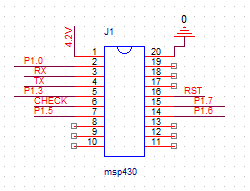 0
4.2V
J1
1 20
P1.0 2 19
RX 3 18
TX 4 17
P1.3 5 16 RST
CHECK 6 15 P1.7
P1.5 7 14 P1.6
8 13
9 12
10 11
msp430